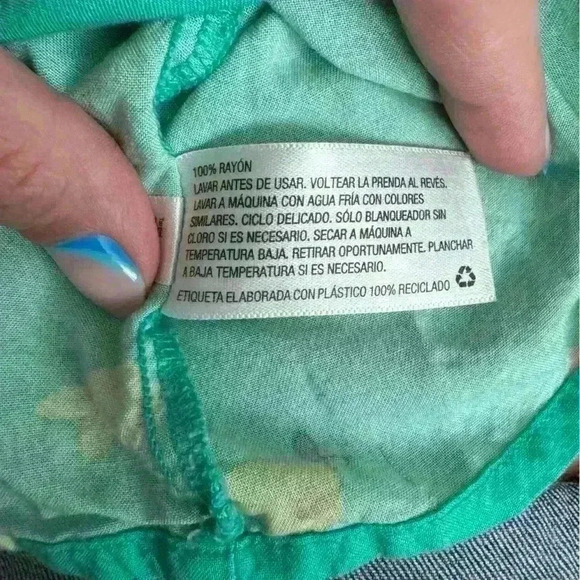 100% RAYÓN
LAVAR ANTES DE USAR. VOLTEAR LA PRENDA AL REVÉS.
LAVAR A MÁQUINA CON AGUA FRÍA CON COLORES
SIMILARES. CICLO DELICADO. SÓLO BLANQUEADOR SIN
CLORO SI ES NECESARIO. SECAR A MÁQUINA A
TEMPERATURA BAJA. RETIRAR OPORTUNAMENTE. PLANCHAR
A BAJA TEMPERATURA SI ES NECESARIO.
ETIQUETA ELABORADA CON PLÁSTICO 100% RECICLADO